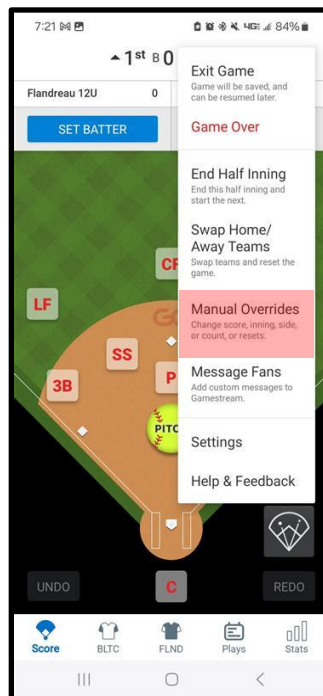 7:21
4G 84%
1st B 0
Flandreau 12U 0
SET BATTER
Exit Game
Game will be saved, and
can be resumed later.
Game Over
End Half Inning
End this half inning and
start the next.
Swap Home/
Away Teams
Swap teams and reset the
game.
Manual Overrides
Change score, inning, side,
or count, or resets.
Message Fans
Add custom messages to
Gamestream.
Settings
Help & Feedback
CF
LF
SS
3B
P
PITC
UNDO C REDO
Score BLTC FLND Plays Stats